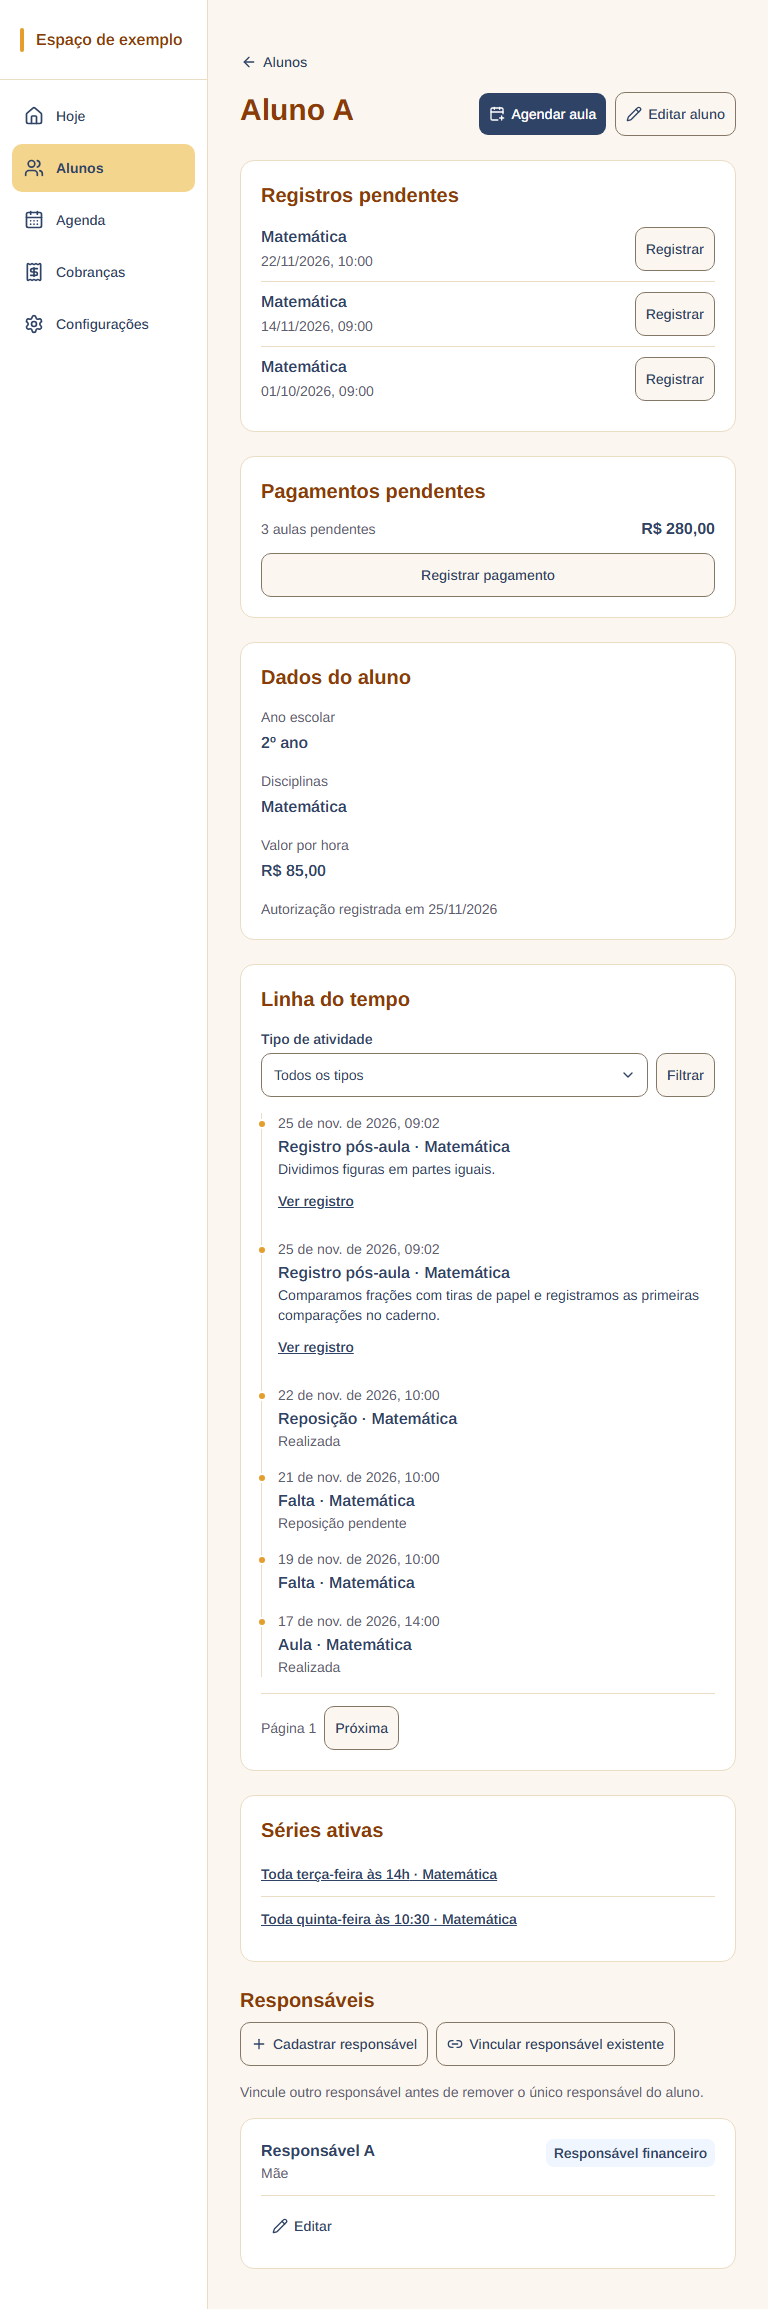 Espaço de exemplo
Hoje
Alunos
Agenda
Cobranças
Configurações
Alunos
Aluno A
Agendar aula
Editar aluno
Registros pendentes
Matemática
22/11/2026, 10:00
Registrar
Matemática
14/11/2026, 09:00
Registrar
Matemática
01/10/2026, 09:00
Registrar
Pagamentos pendentes
3 aulas pendentes
R$ 280,00
Registrar pagamento
Dados do aluno
Ano escolar
2º ano
Disciplinas
Matemática
Valor por hora
R$ 85,00
Autorização registrada em 25/11/2026
Linha do tempo
Tipo de atividade
Todos os tipos
Filtrar
25 de nov. de 2026, 09:02
Registro pós-aula · Matemática
Dividimos figuras em partes iguais.
Ver registro
25 de nov. de 2026, 09:02
Registro pós-aula · Matemática
Comparamos frações com tiras de papel e registramos as primeiras
comparações no caderno.
Ver registro
22 de nov. de 2026, 10:00
Reposição · Matemática
Realizada
21 de nov. de 2026, 10:00
Falta · Matemática
Reposição pendente
19 de nov. de 2026, 10:00
Falta · Matemática
17 de nov. de 2026, 14:00
Aula · Matemática
Realizada
Página 1
Próxima
Séries ativas
Toda terça-feira às 14h · Matemática
Toda quinta-feira às 10:30 · Matemática
Responsáveis
Cadastrar responsável
Vincular responsável existente
Vincule outro responsável antes de remover o único responsável do aluno.
Responsável A
Responsável financeiro
Mãe
Editar